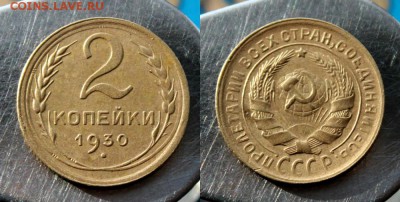 COINS.LAVE.RU
2
КОПЕЙКИ
1930
ПРОЛЕТАРИИ ВСЕХ СТРАН, СОЕДИНЯЙТЕСЬ!
СССР